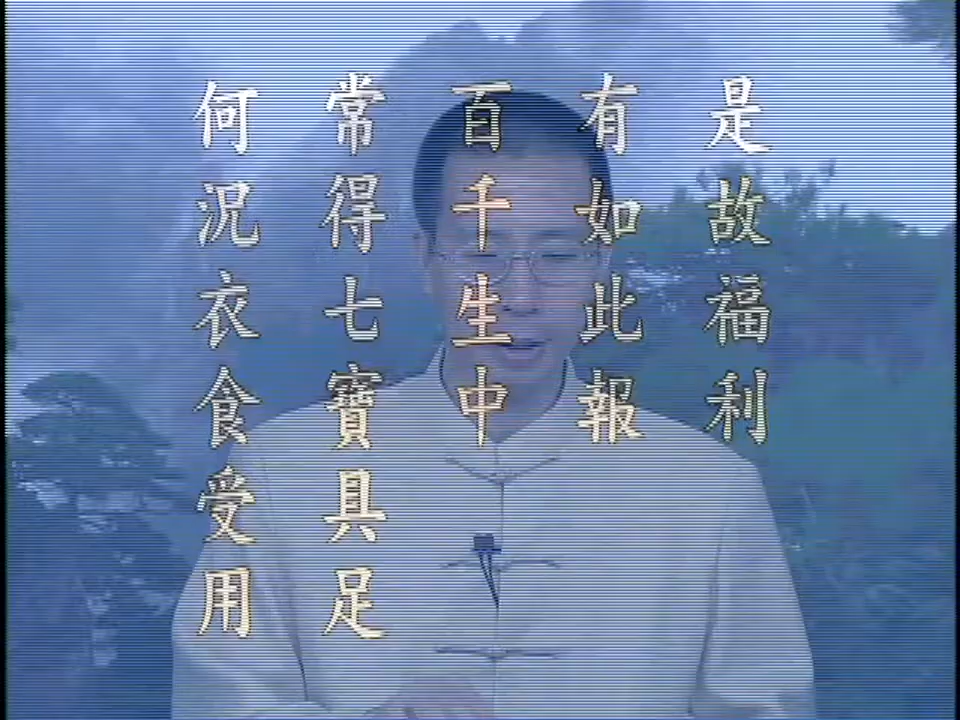 是故福利
有如此報
百千生中
常得七寶具足
何況衣食受用